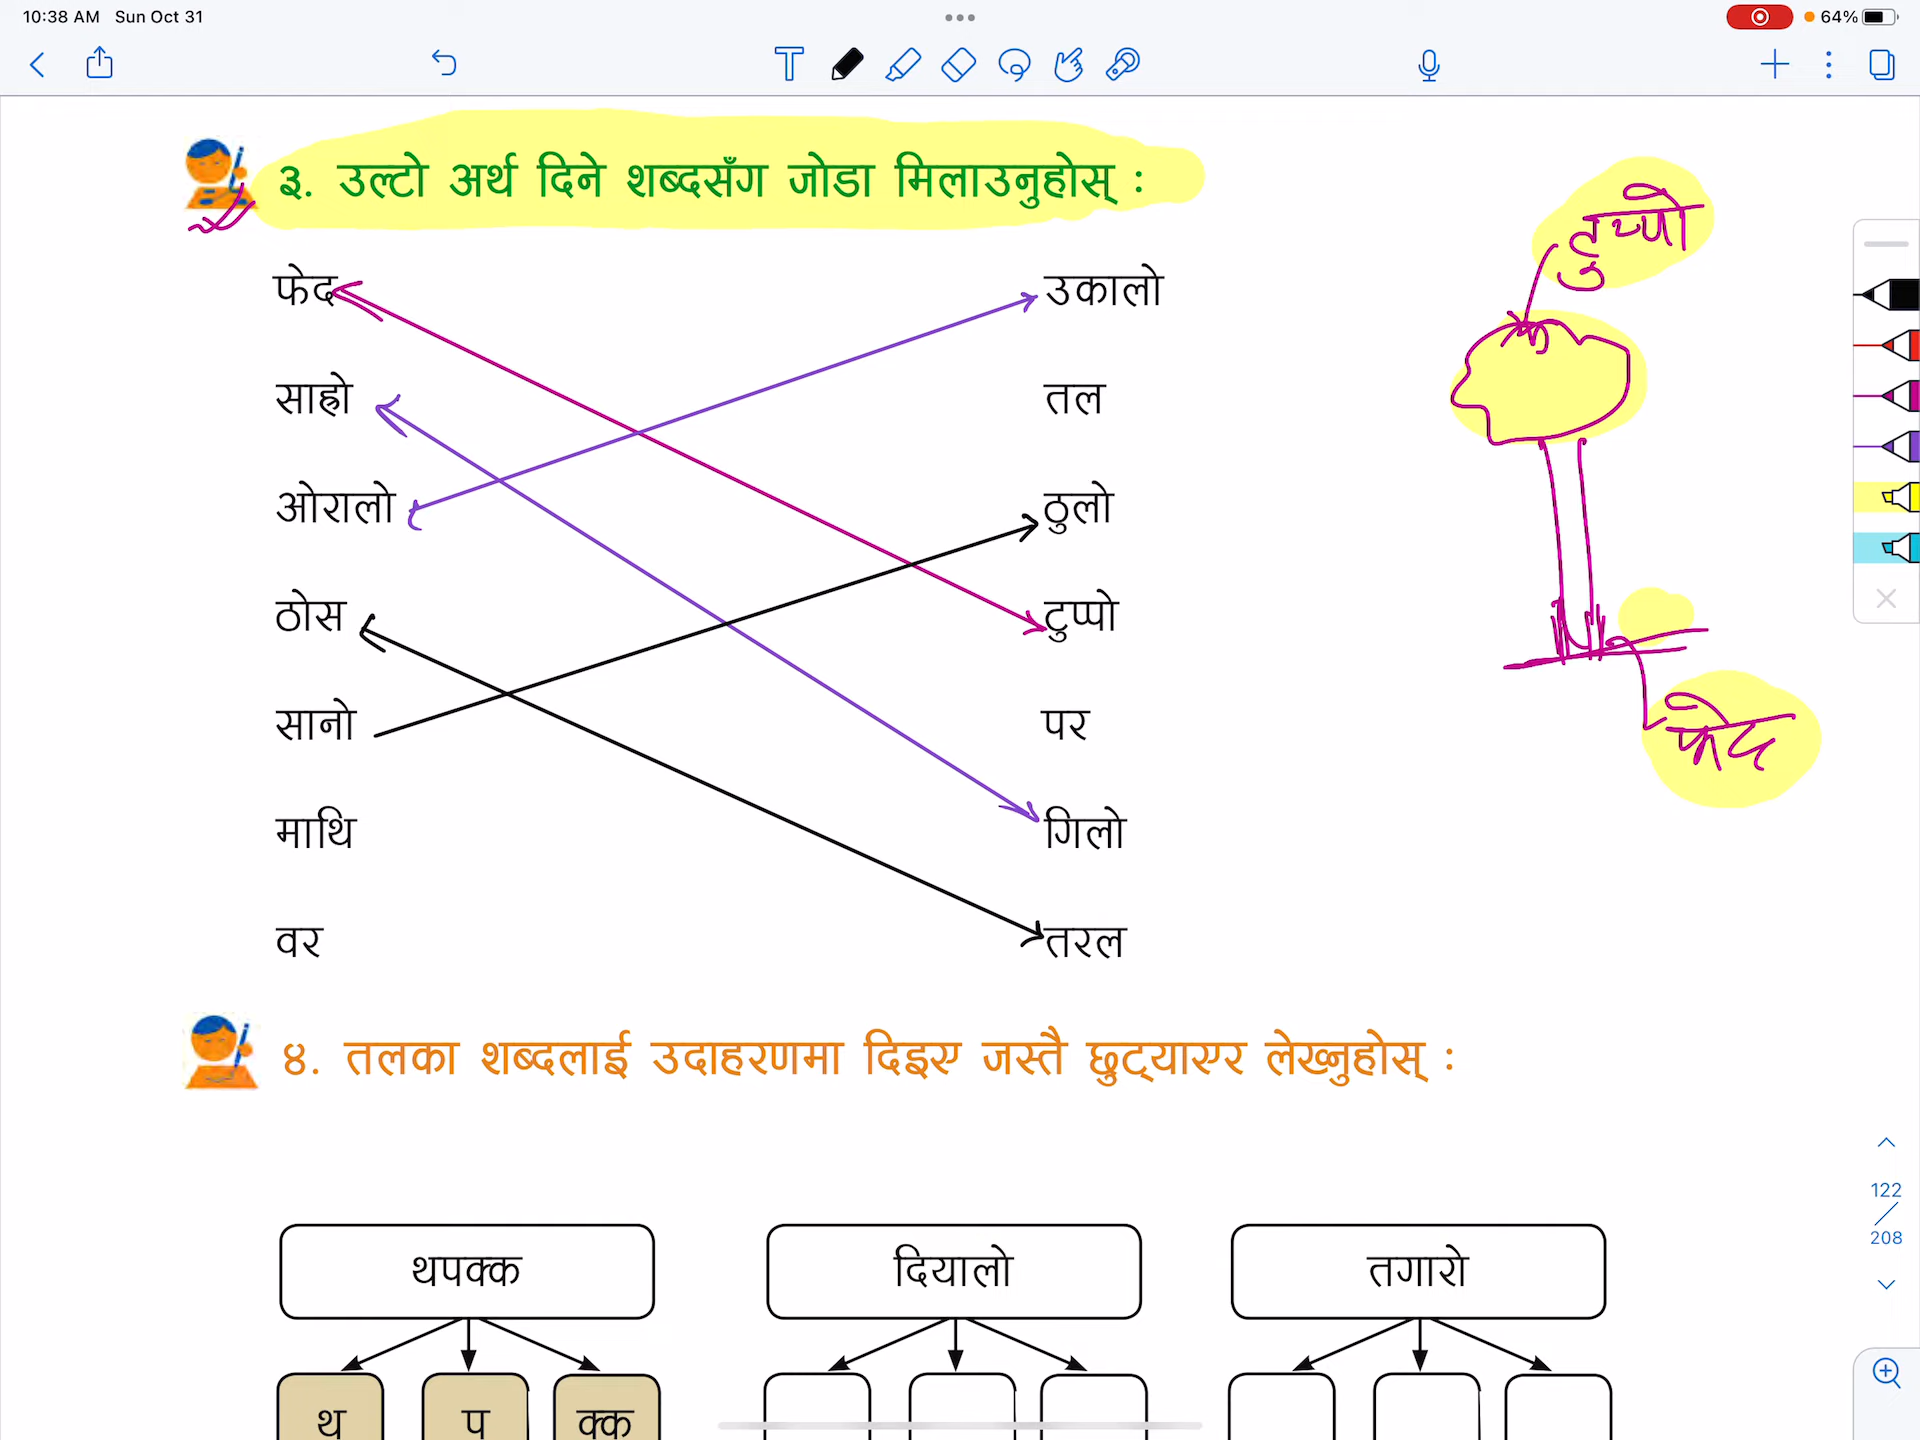 10:38 AM Sun Oct 31
64%
३. उल्टो अर्थ दिने शब्दसँग जोडा मिलाउनुहोस् :
टुप्पो
फेद उकालो
साह्रो तल
ओरालो ठुलो
ठोस टुप्पो
सानो पर
फेद
माथि गिलो
वर तरल
४. तलका शब्दलाई उदाहरणमा दिइए जस्तै छुट्याएर लेख्नुहोस् :
122
208
थपक्क दियालो तगारो
थ प क्क